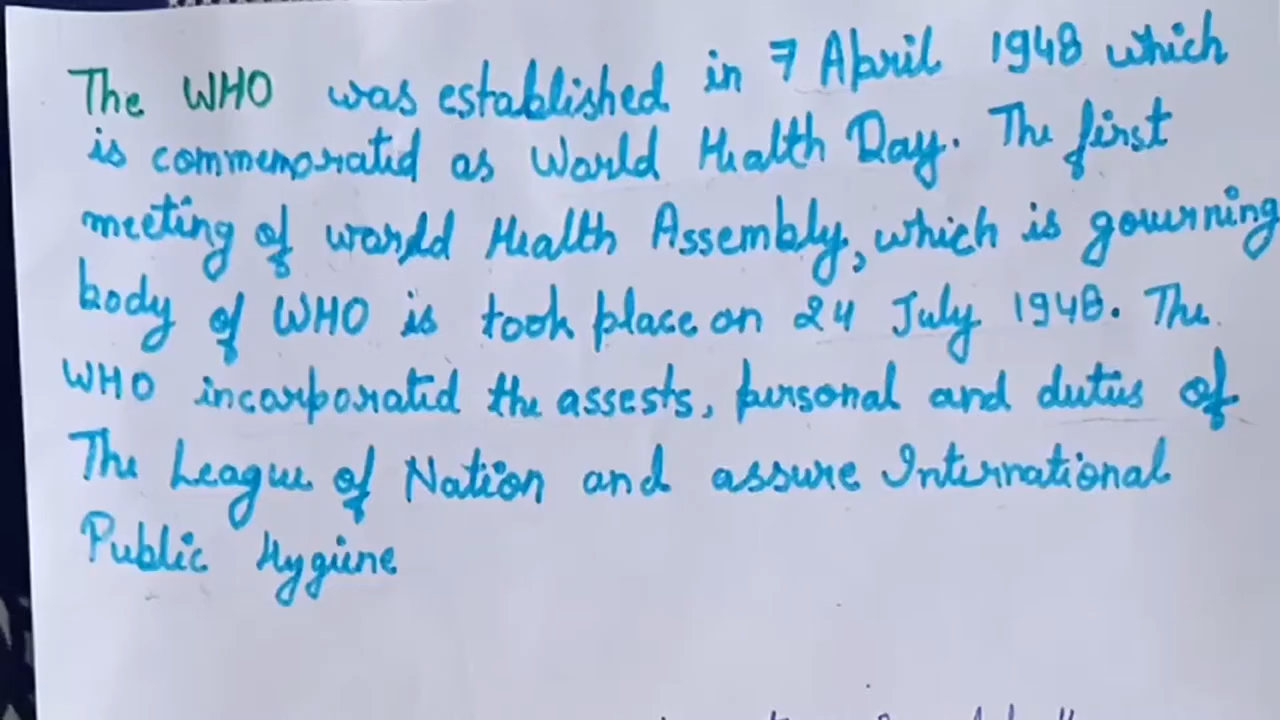 The WHO was established in 7 April 1948 which
is commemorated as World Health Day. The first
meeting of world Health Assembly, which is governing
body of WHO is took place on 24 July 1948. The
WHO incorporated the assests, personal and duties of
The League of Nation and assure International
Public Hygiene